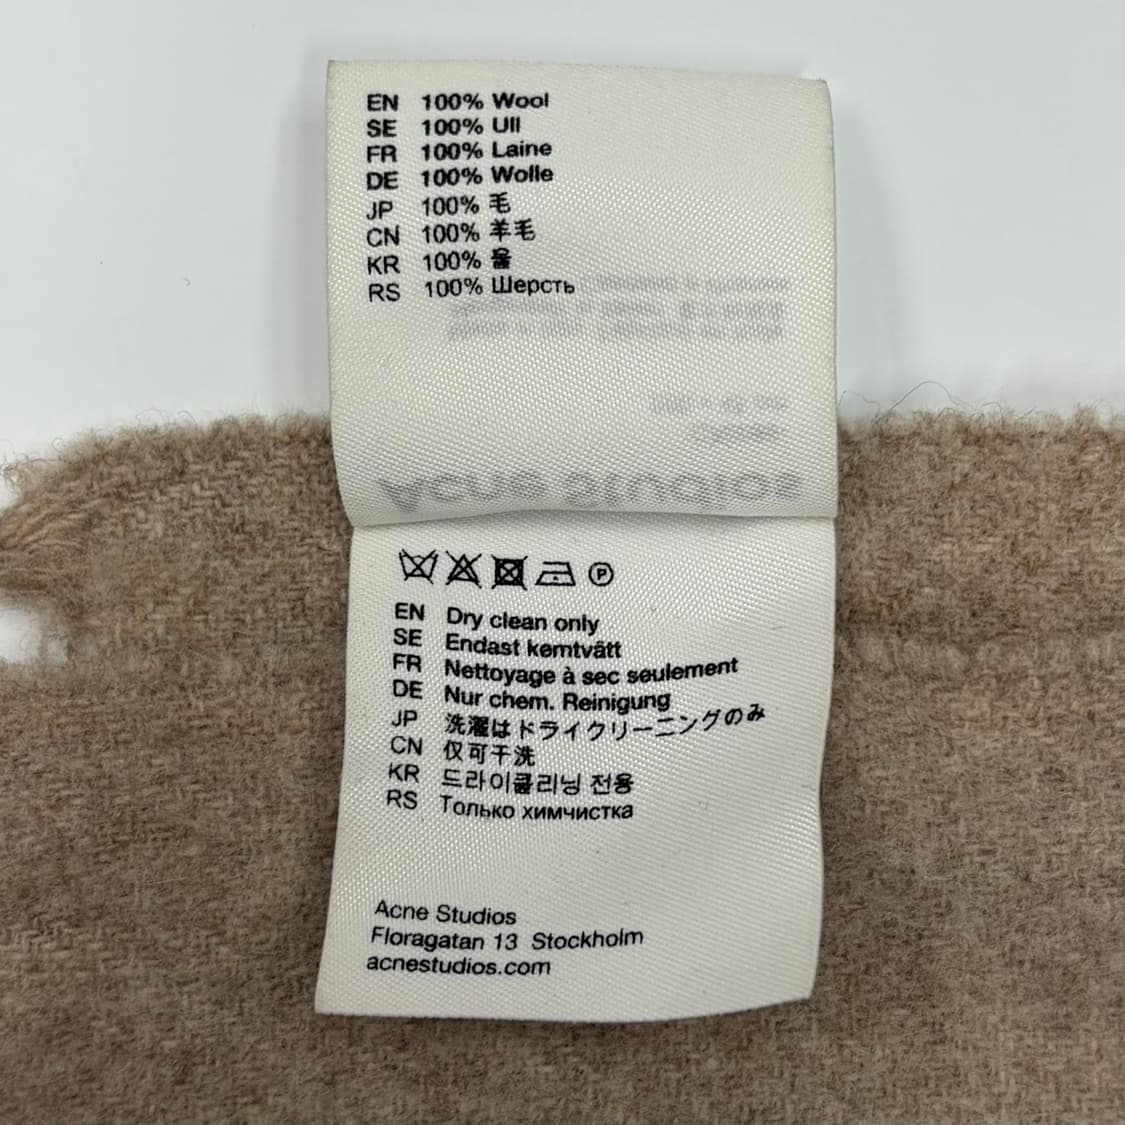 EN 100% Wool
SE 100% Ull
FR 100% Laine
DE 100% Wolle
JP 100% 毛
CN 100% 羊毛
KR 100% 울
RS 100% Шерсть
Acne Studios
P
EN Dry clean only
SE Endast kemtvätt
FR Nettoyage à sec seulement
DE Nur chem. Reinigung
JP 洗濯はドライクリーニングのみ
CN 仅可干洗
KR 드라이클리닝 전용
RS Только химчистка
Acne Studios
Floragatan 13 Stockholm
acnestudios.com